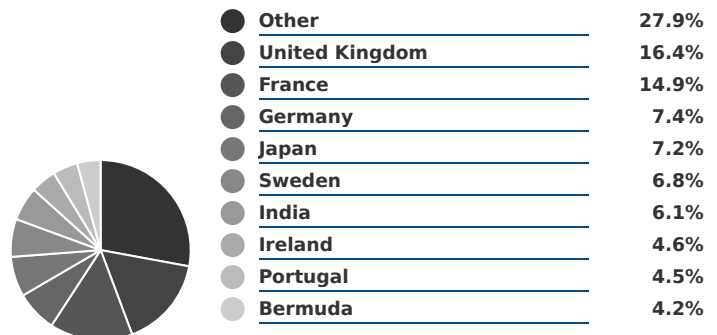 Other 27.9%
United Kingdom 16.4%
France 14.9%
Germany 7.4%
Japan 7.2%
Sweden 6.8%
India 6.1%
Ireland 4.6%
Portugal 4.5%
Bermuda 4.2%